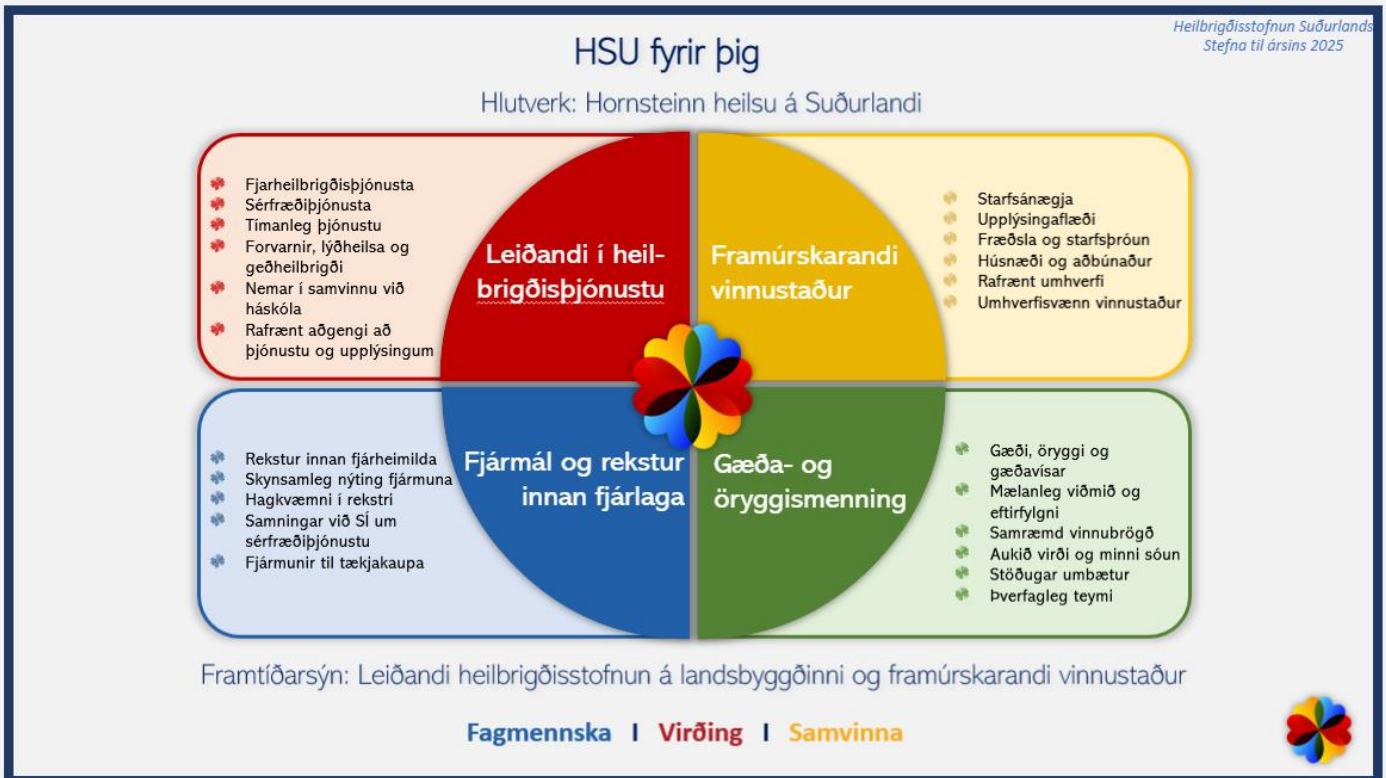 Heilbrigðisstofnun Suðurlands
Stefna til ársins 2025
HSU fyrir þig
Hlutverk: Hornsteinn heilsu á Suðurlandi
Fjarheilbrigðisþjónusta
Sérfræðiþjónusta
Tímanleg þjónustu
Forvarnir, lýðheilsa og
geðheilbrigði
Nemar í samvinnu við
háskóla
Rafrænt aðgengi að
þjónustu og upplýsingum
Leiðandi í heil-
brigðisþjónustu
Framúrskarandi
vinnustaður
Starfsánægja
Upplýsingaflæði
Fræðsla og starfsþróun
Húsnæði og aðbúnaður
Rafrænt umhverfi
Umhverfisvænn vinnustaður
Rekstur innan fjárheimilda
Skynsamleg nýting fjármuna
Hagkvæmni í rekstri
Samningar við SÍ um
sérfræðiþjónustu
Fjármunir til tækjakaupa
Fjármál og rekstur
innan fjárlaga
Gæða- og
öryggismenning
Gæði, öryggi og
gæðavísar
Mælanleg viðmið og
eftirfylgni
Samræmd vinnubrögð
Aukið virði og minni sóun
Stöðugar umbætur
Þverfagleg teymi
Framtíðarsýn: Leiðandi heilbrigðisstofnun á landsbyggðinni og framúrskarandi vinnustaður
Fagmennska I Virðing I Samvinna